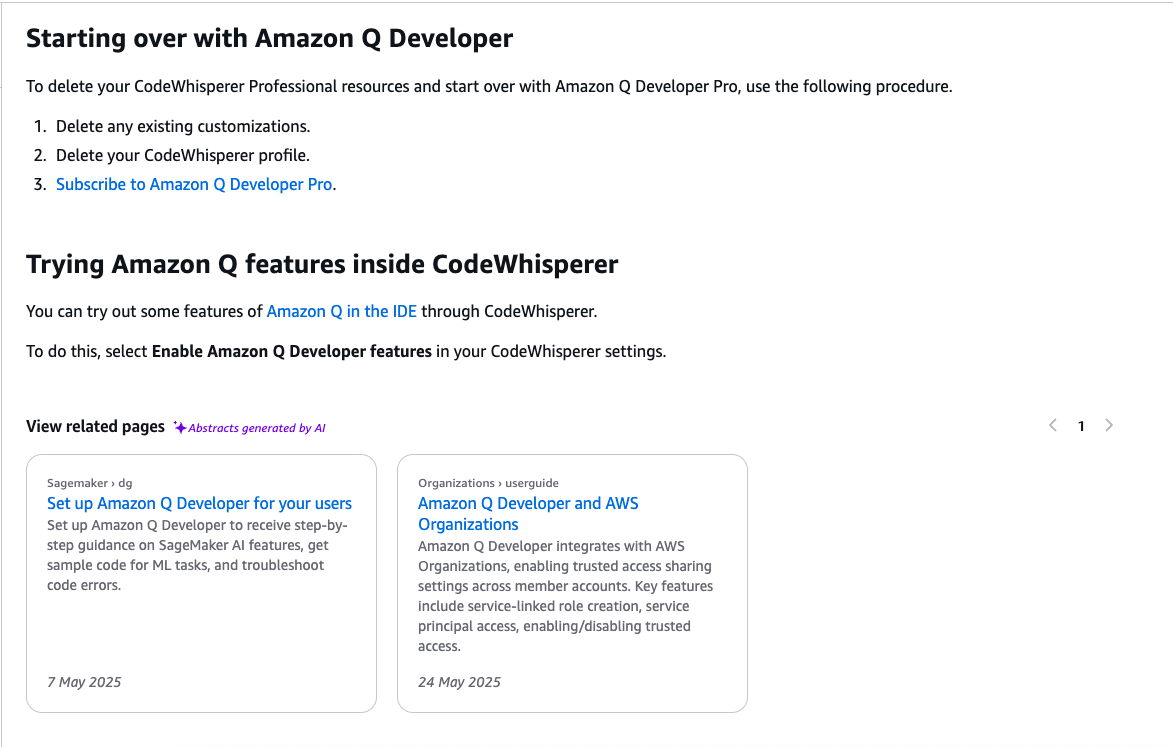 Starting over with Amazon Q Developer
To delete your CodeWhisperer Professional resources and start over with Amazon Q Developer Pro, use the following procedure.
1. Delete any existing customizations.
2. Delete your CodeWhisperer profile.
3. Subscribe to Amazon Q Developer Pro.
Trying Amazon Q features inside CodeWhisperer
You can try out some features of Amazon Q in the IDE through CodeWhisperer.
To do this, select Enable Amazon Q Developer features in your CodeWhisperer settings.
View related pages Abstracts generated by AI
1
Sagemaker › dg
Set up Amazon Q Developer for your users
Set up Amazon Q Developer to receive step-by-
step guidance on SageMaker AI features, get
sample code for ML tasks, and troubleshoot
code errors.
7 May 2025
Organizations › userguide
Amazon Q Developer and AWS
Organizations
Amazon Q Developer integrates with AWS
Organizations, enabling trusted access sharing
settings across member accounts. Key features
include service-linked role creation, service
principal access, enabling/disabling trusted
access.
24 May 2025